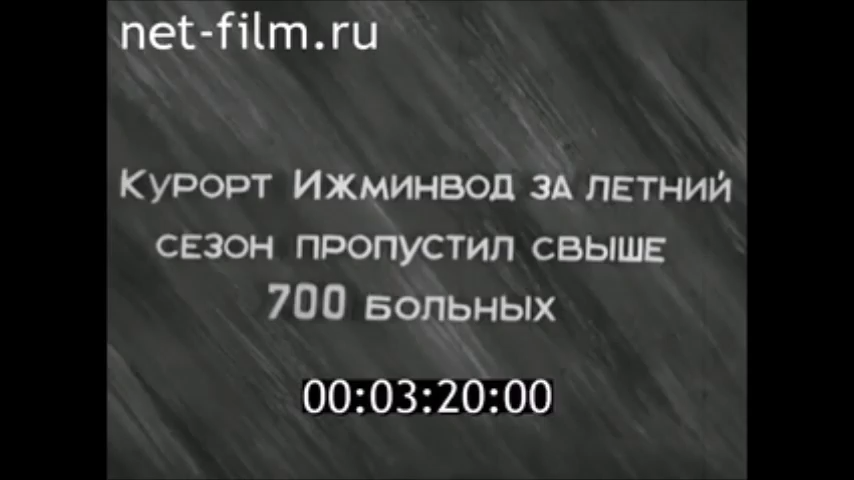 net-film.ru
Курорт Ижминвод за летний
сезон пропустил свыше
700 больных
00:03:20:00